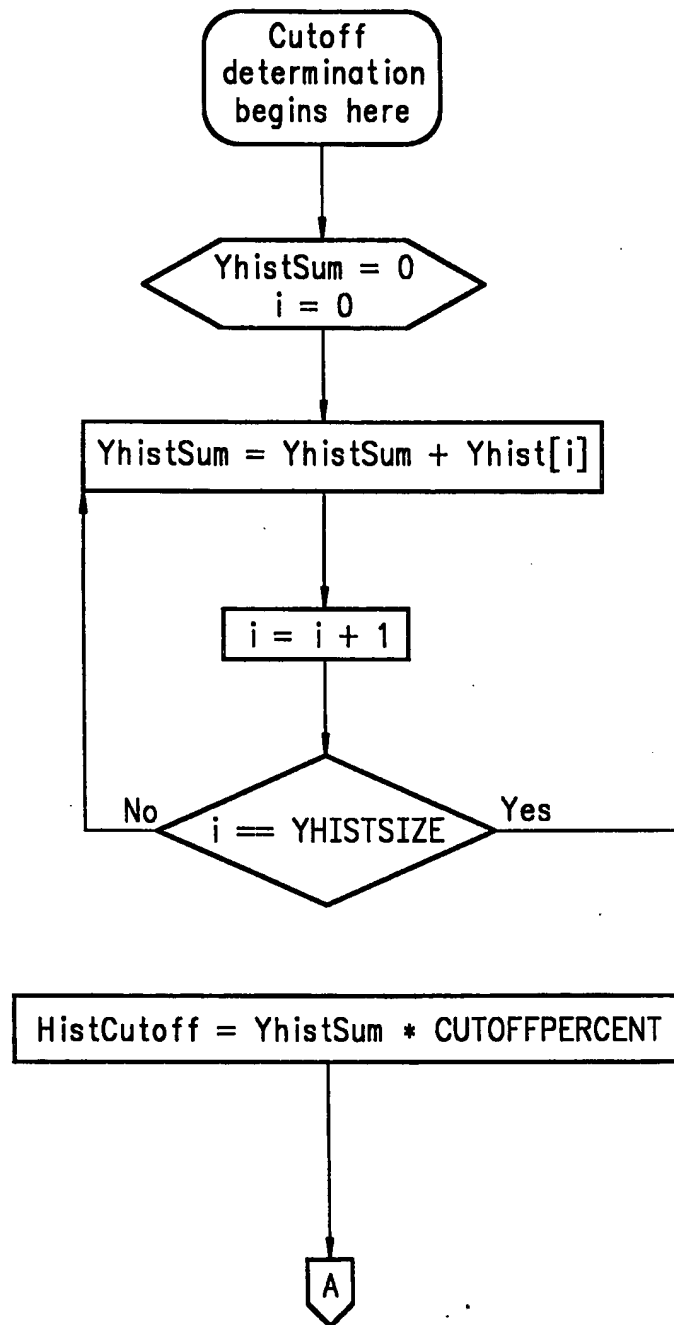 Cutoff
determination
begins here
YhistSum = 0
i = 0
YhistSum = YhistSum + Yhist[i]
i = i + 1
No
i == YHISTSIZE
Yes
HistCutoff = YhistSum * CUTOFFPERCENT
A